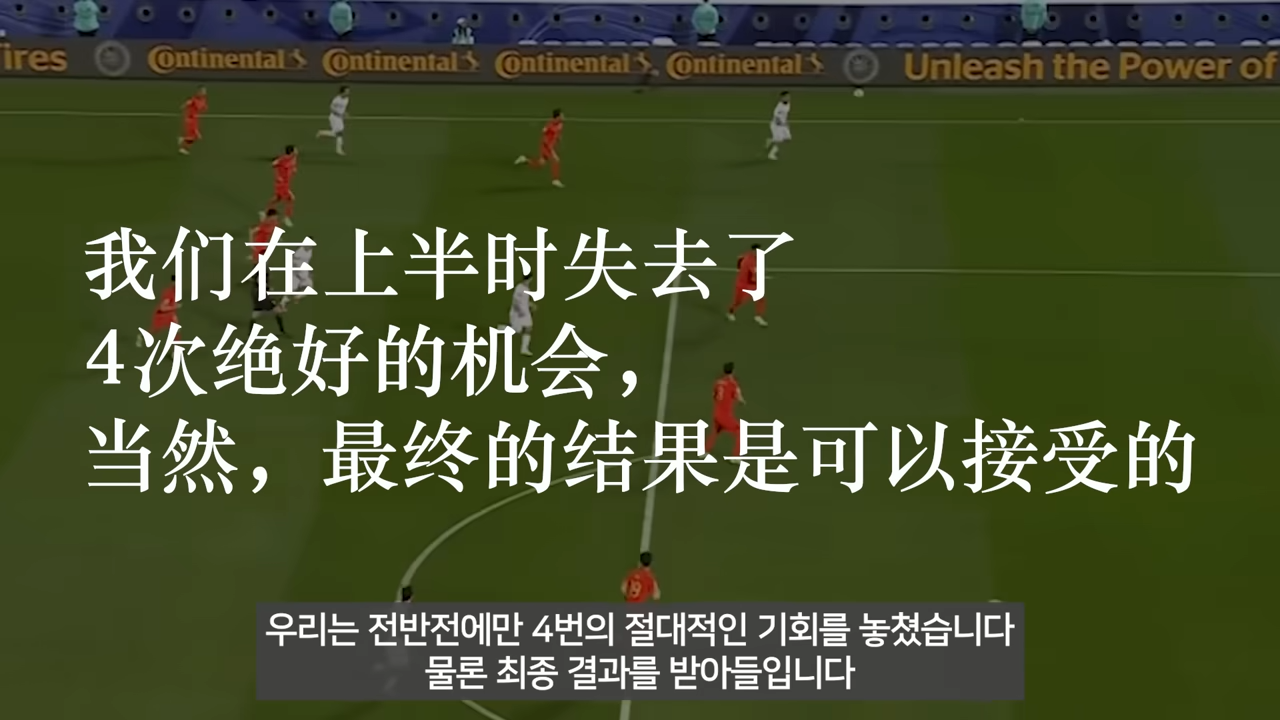 ires Continental Continental Continental Continental Unleash the Power of
我们在上半时失去了
4次绝好的机会，
当然，最终的结果是可以接受的
우리는 전반전에만 4번의 절대적인 기회를 놓쳤습니다
물론 최종 결과를 받아들입니다